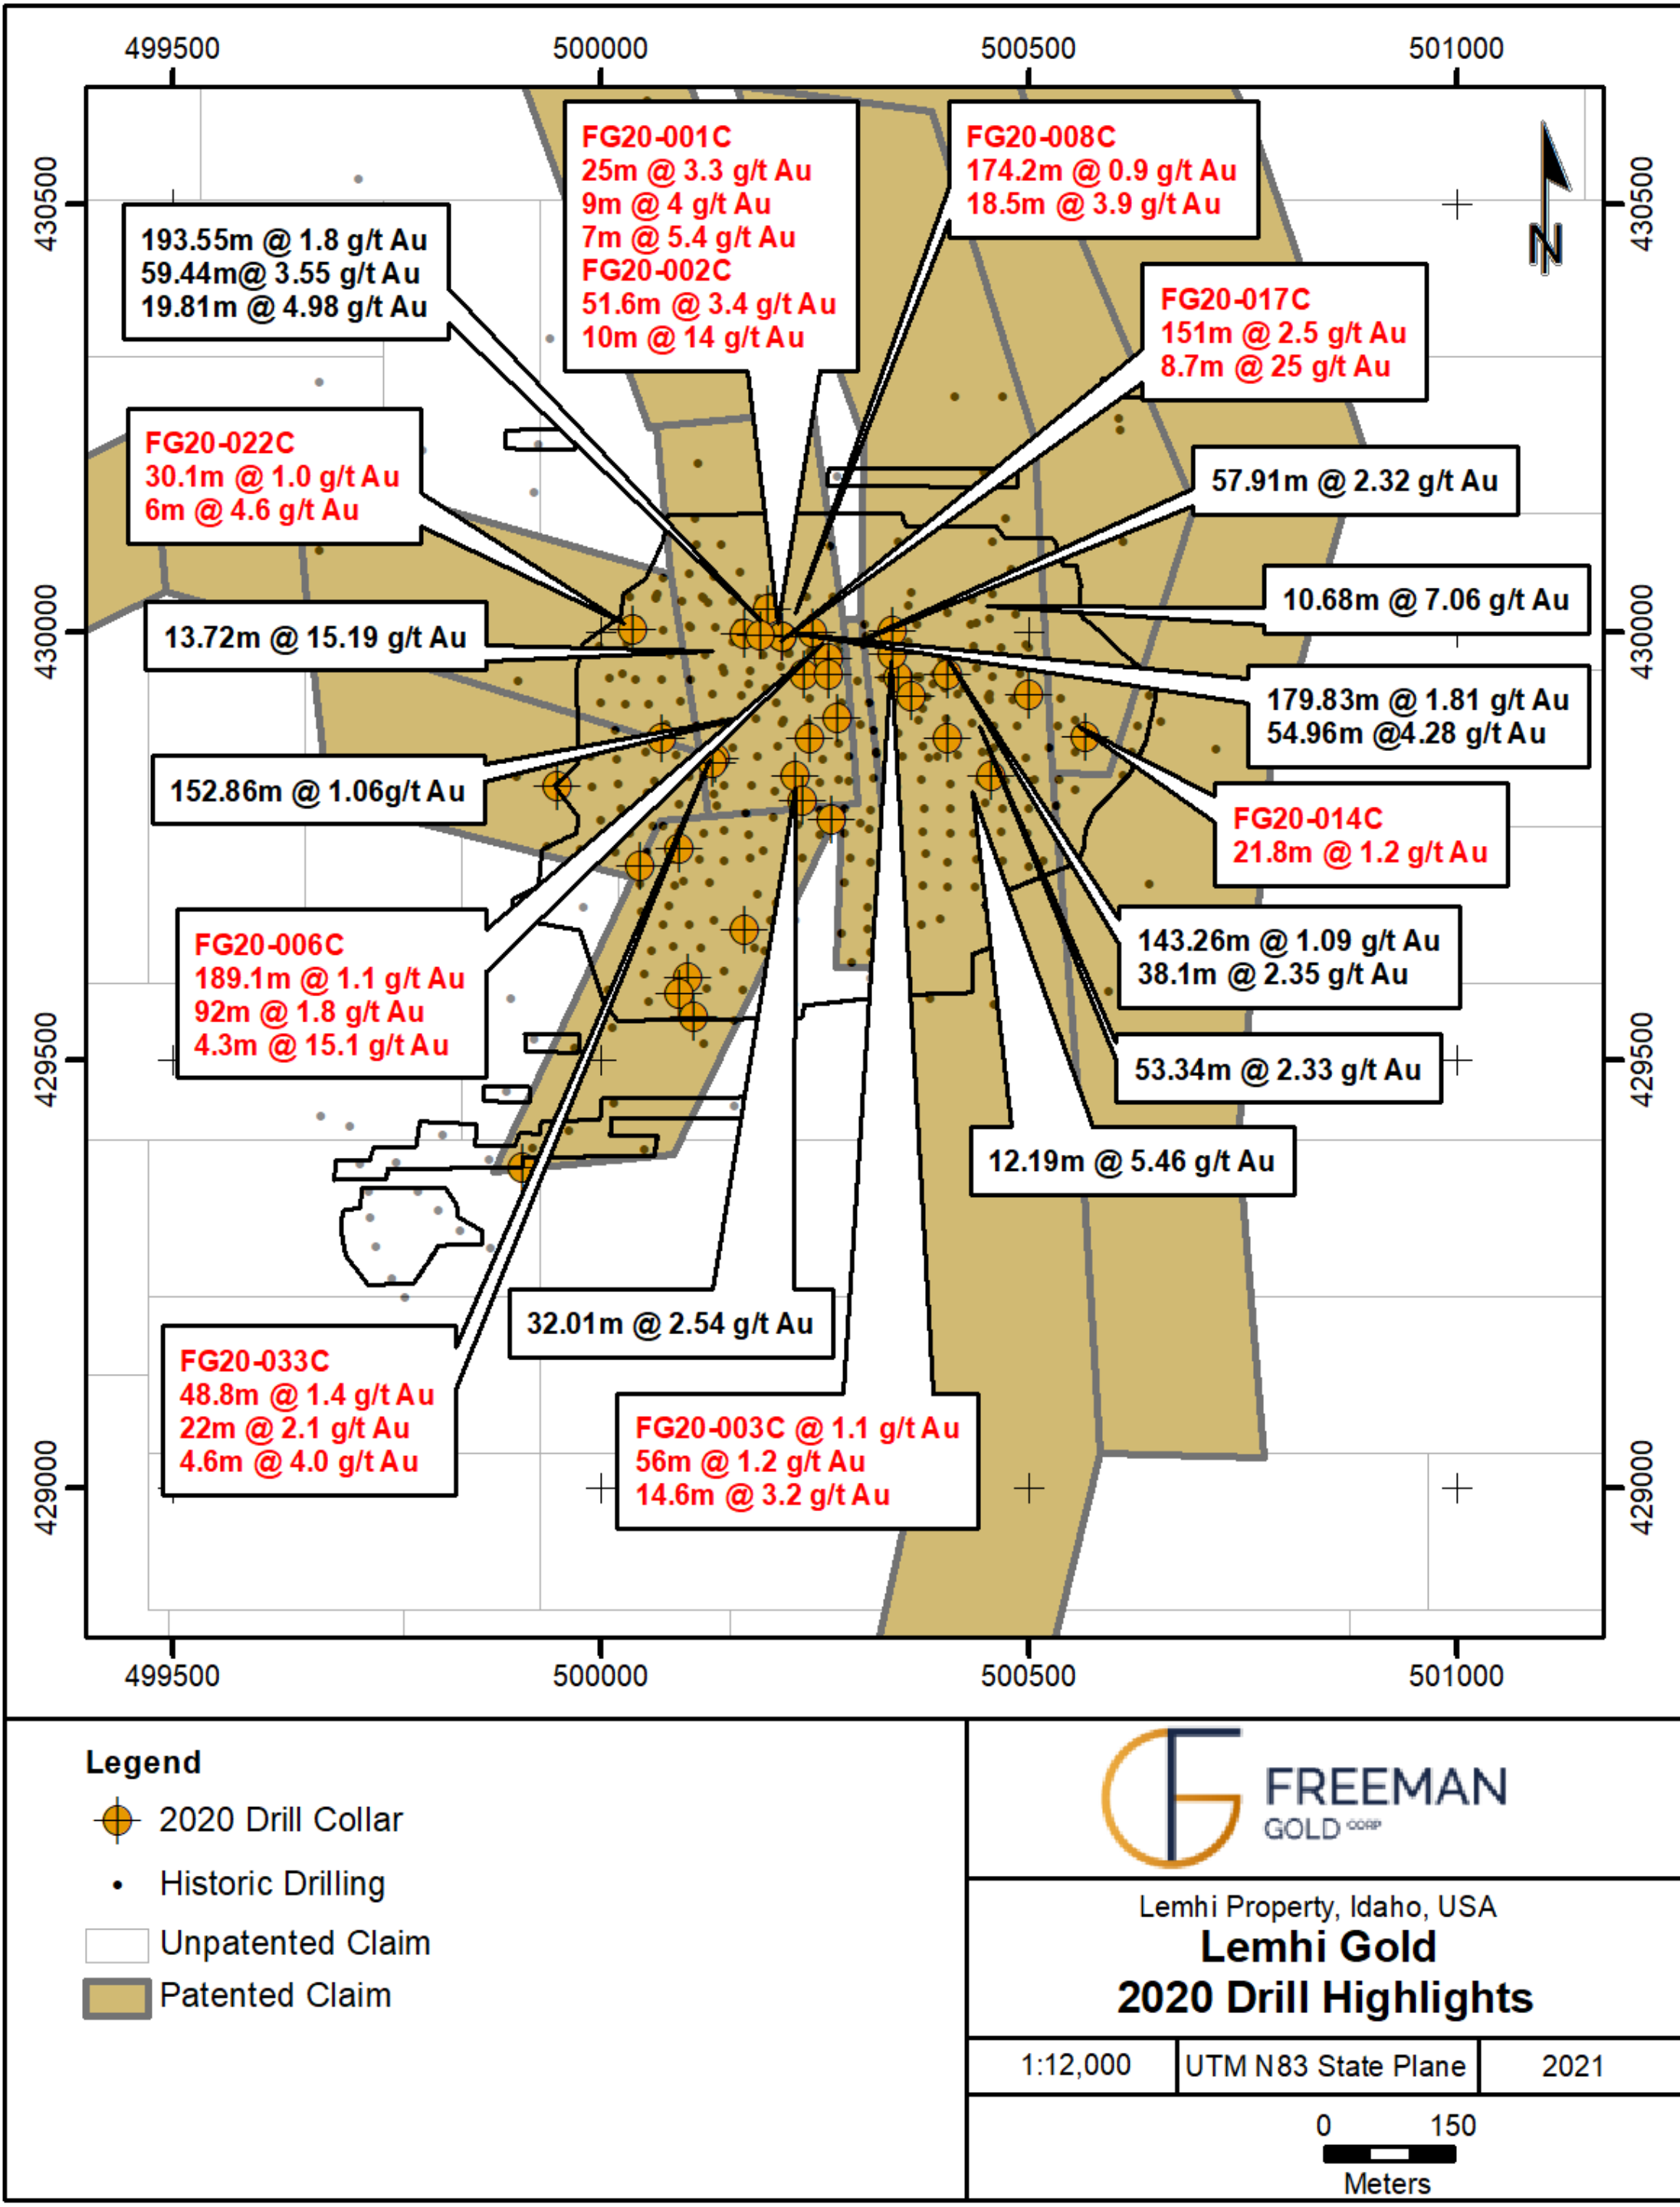 499500
500000
500500
501000
430500
430000
429500
429000
430500
430000
429500
429000
FG20-001C
25m @ 3.3 g/t Au
9m @ 4 g/t Au
7m @ 5.4 g/t Au
FG20-002C
51.6m @ 3.4 g/t Au
10m @ 14 g/t Au
FG20-008C
174.2m @ 0.9 g/t Au
18.5m @ 3.9 g/t Au
N
193.55m @ 1.8 g/t Au
59.44m@ 3.55 g/t Au
19.81m @ 4.98 g/t Au
FG20-017C
151m @ 2.5 g/t Au
8.7m @ 25 g/t Au
FG20-022C
30.1m @ 1.0 g/t Au
6m @ 4.6 g/t Au
57.91m @ 2.32 g/t Au
10.68m @ 7.06 g/t Au
13.72m @ 15.19 g/t Au
179.83m @ 1.81 g/t Au
54.96m @4.28 g/t Au
152.86m @ 1.06g/t Au
FG20-014C
21.8m @ 1.2 g/t Au
FG20-006C
189.1m @ 1.1 g/t Au
92m @ 1.8 g/t Au
4.3m @ 15.1 g/t Au
143.26m @ 1.09 g/t Au
38.1m @ 2.35 g/t Au
53.34m @ 2.33 g/t Au
12.19m @ 5.46 g/t Au
32.01m @ 2.54 g/t Au
FG20-033C
48.8m @ 1.4 g/t Au
22m @ 2.1 g/t Au
4.6m @ 4.0 g/t Au
FG20-003C @ 1.1 g/t Au
56m @ 1.2 g/t Au
14.6m @ 3.2 g/t Au
499500
500000
500500
501000
Legend
2020 Drill Collar
Historic Drilling
Unpatented Claim
Patented Claim
FREEMAN
GOLD CORP
Lemhi Property, Idaho, USA
Lemhi Gold
2020 Drill Highlights
1:12,000
UTM N83 State Plane
2021
0 150
Meters